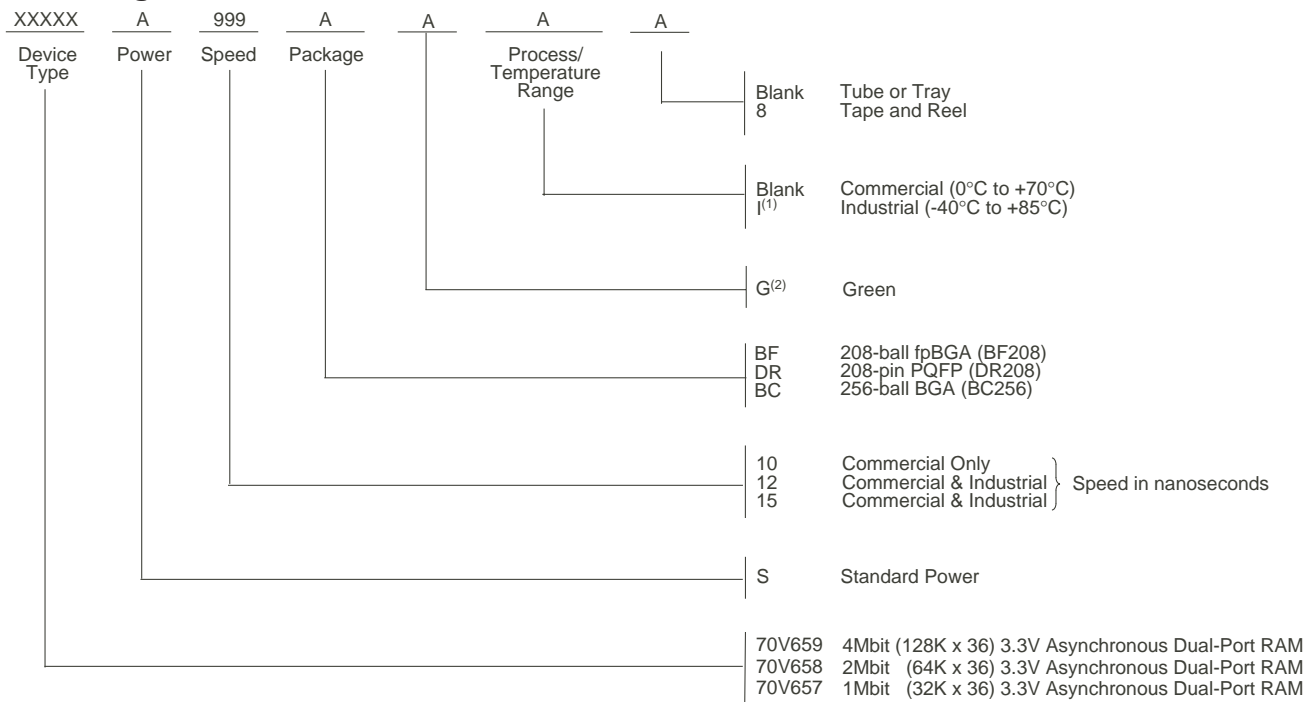 XXXXX A 999 A A A A
Device Type Power Speed Package Process/ Temperature Range
Blank Tube or Tray
8 Tape and Reel
Blank Commercial (0°C to +70°C)
I(1) Industrial (-40°C to +85°C)
G(2) Green
BF 208-ball fpBGA (BF208)
DR 208-pin PQFP (DR208)
BC 256-ball BGA (BC256)
10 Commercial Only
12 Commercial & Industrial Speed in nanoseconds
15 Commercial & Industrial
S Standard Power
70V659 4Mbit (128K x 36) 3.3V Asynchronous Dual-Port RAM
70V658 2Mbit (64K x 36) 3.3V Asynchronous Dual-Port RAM
70V657 1Mbit (32K x 36) 3.3V Asynchronous Dual-Port RAM